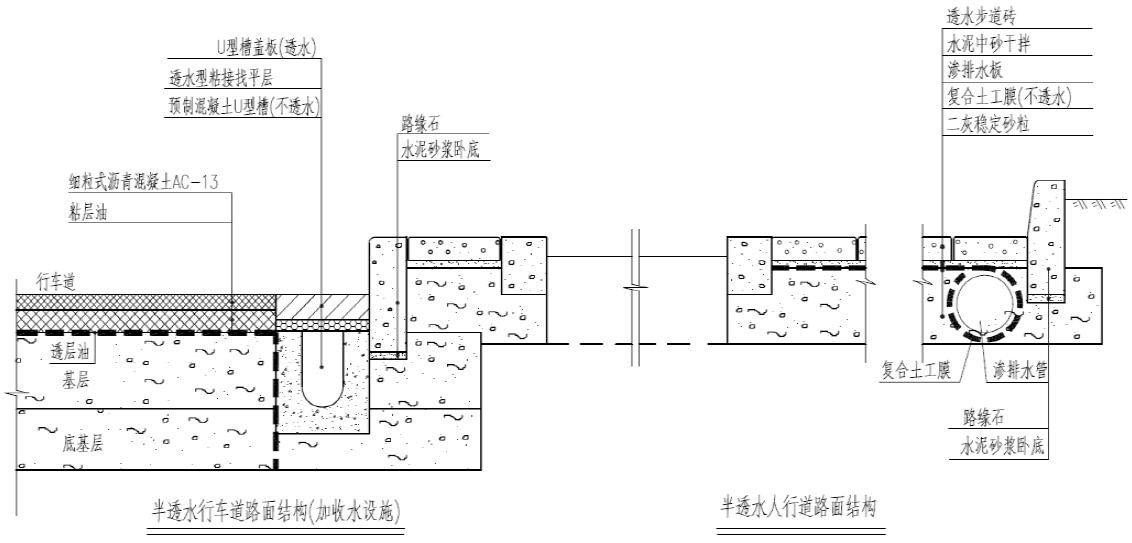 U型槽盖板(透水)
透水型粘接找平层
预制混凝土U型槽(不透水)
路缘石
水泥砂浆卧底
细粒式沥青混凝土AC-13
粘层油
行车道
透层油
基层
底基层
半透水行车道路面结构(加收水设施)
透水步道砖
水泥中砂干拌
渗排水板
复合土工膜(不透水)
二灰稳定砂粒
复合土工膜
渗排水管
路缘石
水泥砂浆卧底
半透水人行道路面结构